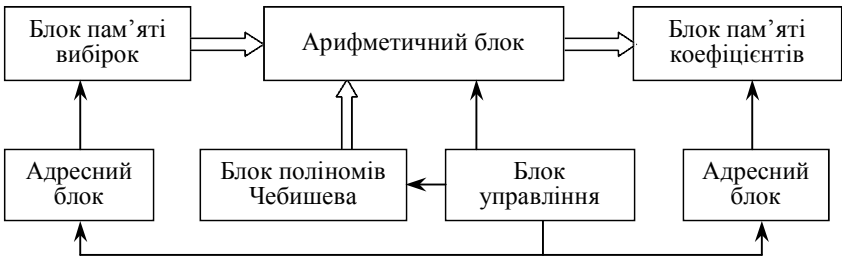 Блок пам’яті
вибірок
Арифметичний блок
Блок пам’яті
коефіцієнтів
Адресний
блок
Блок поліномів
Чебишева
Блок
управління
Адресний
блок